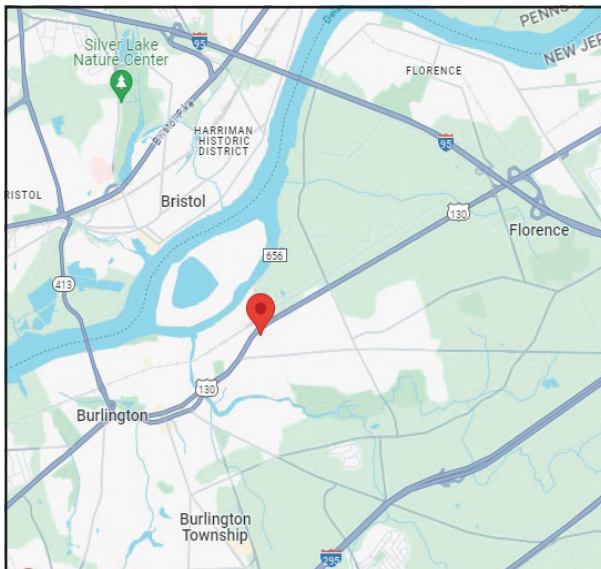 PENNS
NEW JER
Dela
Silver Lake
Nature Center
95
FLORENCE
Bristol Pike
HARRIMAN
HISTORIC
DISTRICT
95
RISTOL
Bristol
130
Florence
656
413
130
Burlington
Burlington
Township
295